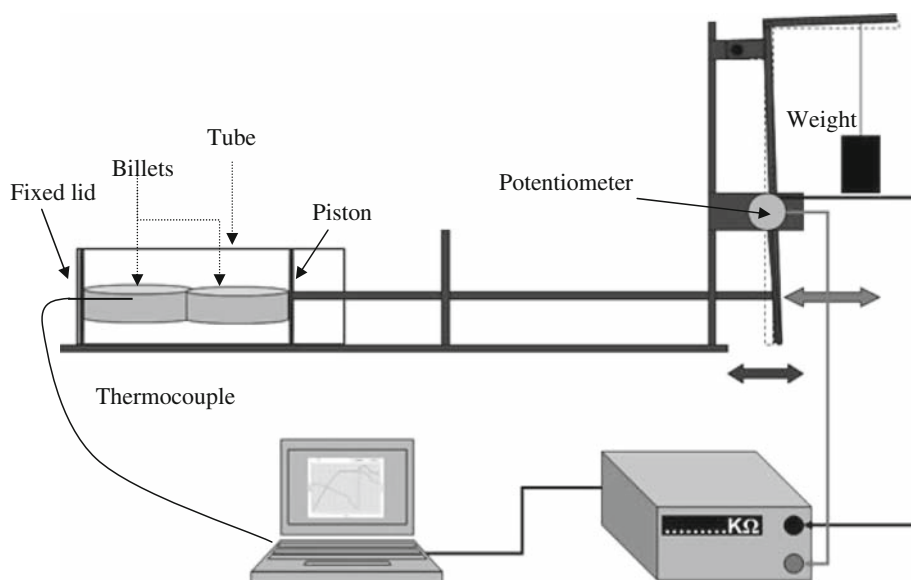 Weight
Tube
Billets
Potentiometer
Fixed lid
Piston
Thermocouple
.........KΩ